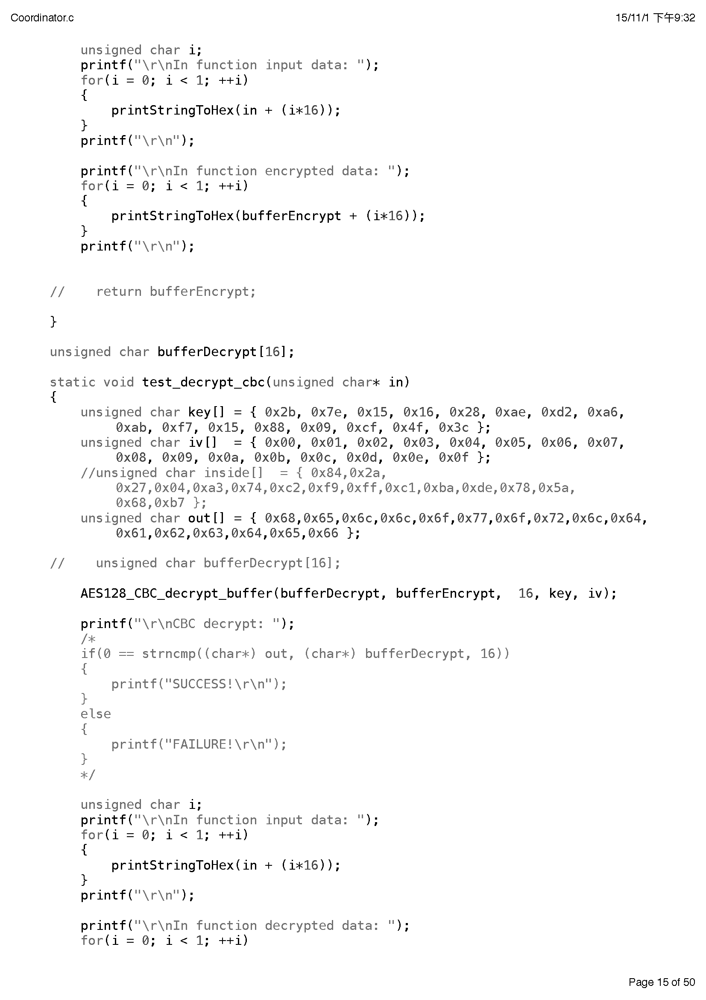 Coordinator.c
15/11/1 下午9:32
unsigned char i;
printf("\r\nIn function input data: ");
for(i = 0; i < 1; ++i)
{
printStringToHex(in + (i*16));
}
printf("\r\n");
printf("\r\nIn function encrypted data: ");
for(i = 0; i < 1; ++i)
{
printStringToHex(bufferEncrypt + (i*16));
}
printf("\r\n");
//    return bufferEncrypt;
}
unsigned char bufferDecrypt[16];
static void test_decrypt_cbc(unsigned char* in)
{
unsigned char key[] = { 0x2b, 0x7e, 0x15, 0x16, 0x28, 0xae, 0xd2, 0xa6,
0xab, 0xf7, 0x15, 0x88, 0x09, 0xcf, 0x4f, 0x3c };
unsigned char iv[]  = { 0x00, 0x01, 0x02, 0x03, 0x04, 0x05, 0x06, 0x07,
0x08, 0x09, 0x0a, 0x0b, 0x0c, 0x0d, 0x0e, 0x0f };
//unsigned char inside[]  = { 0x84,0x2a,
0x27,0x04,0xa3,0x74,0xc2,0xf9,0xff,0xc1,0xba,0xde,0x78,0x5a,
0x68,0xb7 };
unsigned char out[] = { 0x68,0x65,0x6c,0x6c,0x6f,0x77,0x6f,0x72,0x6c,0x64,
0x61,0x62,0x63,0x64,0x65,0x66 };
//    unsigned char bufferDecrypt[16];
AES128_CBC_decrypt_buffer(bufferDecrypt, bufferEncrypt,  16, key, iv);
printf("\r\nCBC decrypt: ");
/*
if(0 == strncmp((char*) out, (char*) bufferDecrypt, 16))
{
printf("SUCCESS!\r\n");
}
else
{
printf("FAILURE!\r\n");
}
*/
unsigned char i;
printf("\r\nIn function input data: ");
for(i = 0; i < 1; ++i)
{
printStringToHex(in + (i*16));
}
printf("\r\n");
printf("\r\nIn function decrypted data: ");
for(i = 0; i < 1; ++i)
Page 15 of 50